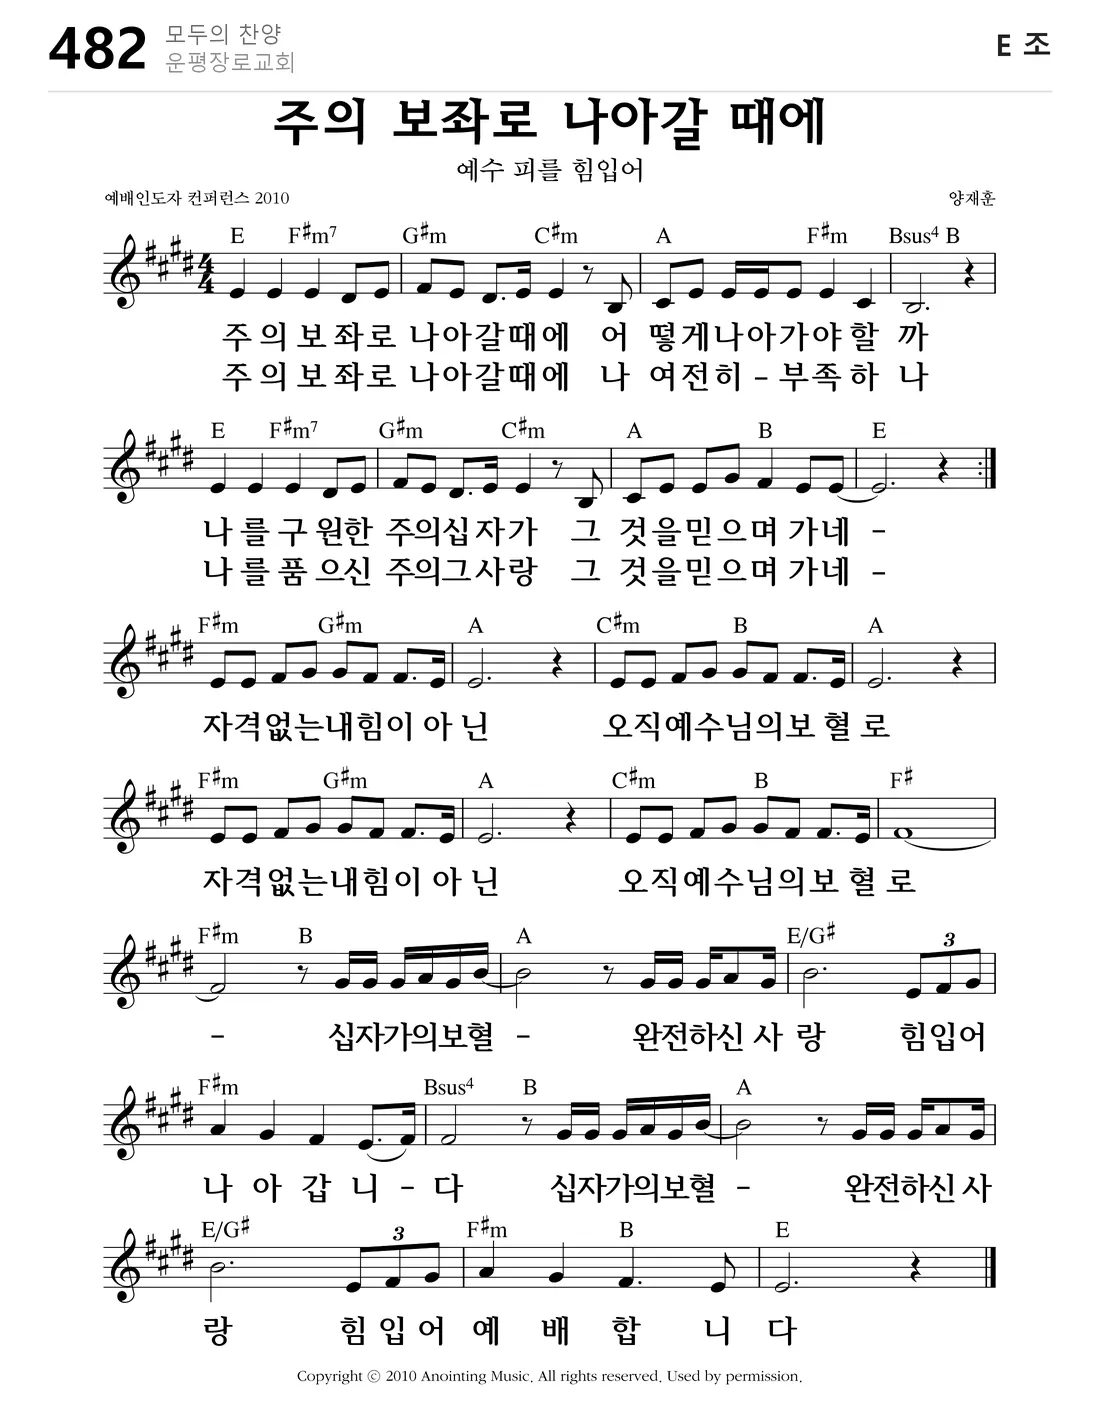 482 모두의 찬양 E 조
운평장로교회
주의 보좌로 나아갈 때에
예수 피를 힘입어
예배인도자 컨퍼런스 2010 양재훈
E F#m7 G#m C#m A F#m Bsus4 B
주 의 보 좌 로 나아갈때에 어 떻게나아가야 할 까
주 의 보 좌 로 나아갈때에 나 여전히 - 부족 하 나
E F#m7 G#m C#m A B E
나 를 구 원한 주의십자가 그 것을믿으며 가네 -
나 를 품 으신 주의그사랑 그 것을믿으며 가네 -
F#m G#m A C#m B A
자격없는내힘이 아 닌 오직예수님의보 혈 로
F#m G#m A C#m B F#
자격없는내힘이 아 닌 오직예수님의보 혈 로
F#m B A E/G# 3
- 십자가의보혈 - 완전하신 사 랑 힘입어
F#m Bsus4 B A
나 아 갑 니 - 다 십자가의보혈 - 완전하신 사
E/G# 3 F#m B E
랑 힘 입 어 예 배 합 니 다
Copyright ⓒ 2010 Anointing Music. All rights reserved. Used by permission.